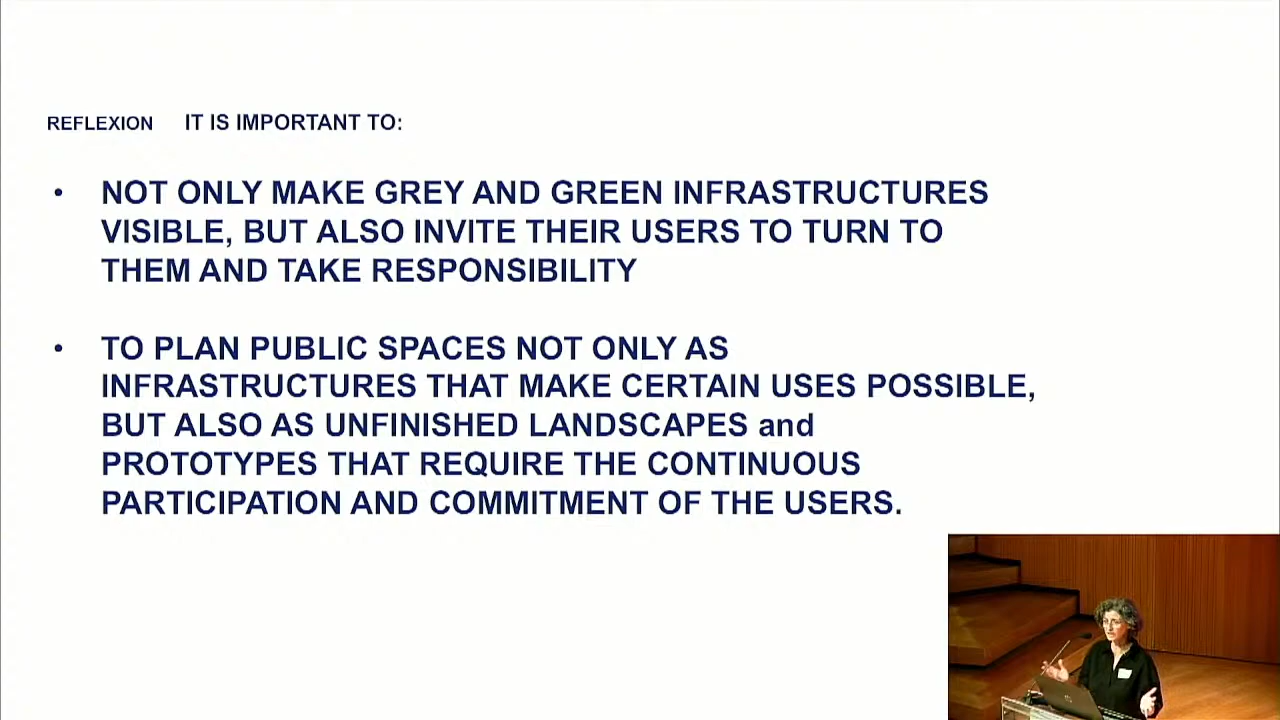 REFLEXION IT IS IMPORTANT TO:
• NOT ONLY MAKE GREY AND GREEN INFRASTRUCTURES
VISIBLE, BUT ALSO INVITE THEIR USERS TO TURN TO
THEM AND TAKE RESPONSIBILITY
• TO PLAN PUBLIC SPACES NOT ONLY AS
INFRASTRUCTURES THAT MAKE CERTAIN USES POSSIBLE,
BUT ALSO AS UNFINISHED LANDSCAPES and
PROTOTYPES THAT REQUIRE THE CONTINUOUS
PARTICIPATION AND COMMITMENT OF THE USERS.